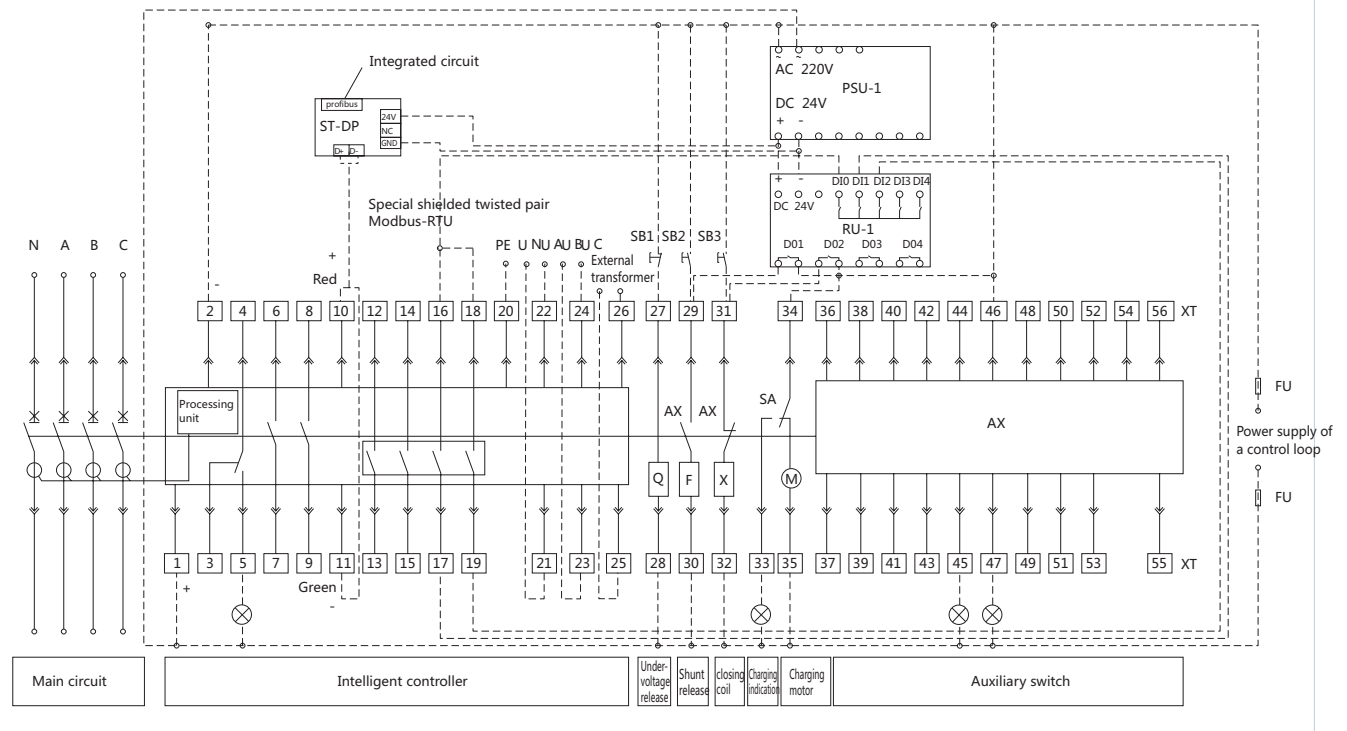 Integrated circuit
profibus
ST-DP
24V
NC
GND
D+ D-
~ ~
AC 220V
PSU-1
DC 24V
+ -
+ -
DI0 DI1 DI2 DI3 DI4
DC 24V
RU-1
D01 D02 D03 D04
Special shielded twisted pair
Modbus-RTU
N A B C
+
Red
-
PE U NU AU BU C
External
transformer
SB1 SB2 SB3
2 4 6 8 10 12 14 16 18 20 22 24 26 27 29 31 34 36 38 40 42 44 46 48 50 52 54 56 XT
Processing
unit
AX AX SA
AX
Q F X M
FU
Power supply of
a control loop
FU
1 3 5 7 9 11 13 15 17 19 21 23 25 28 30 32 33 35 37 39 41 43 45 47 49 51 53 55 XT
+
Green
-
Main circuit
Intelligent controller
Under-
voltage
release
Shunt
release
closing
coil
Charging
indication
Charging
motor
Auxiliary switch